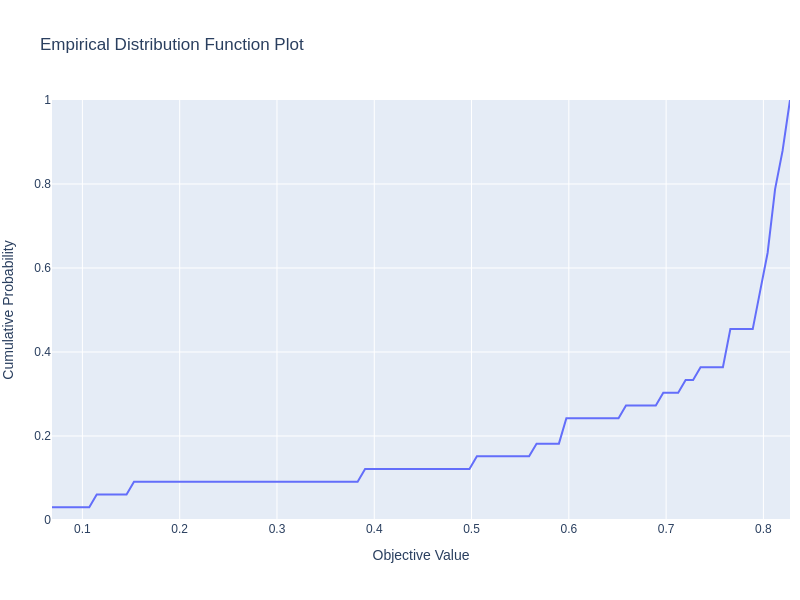 Empirical Distribution Function Plot
1
0.8
0.6
0.4
0.2
0
Cumulative Probability
0.1 0.2 0.3 0.4 0.5 0.6 0.7 0.8
Objective Value